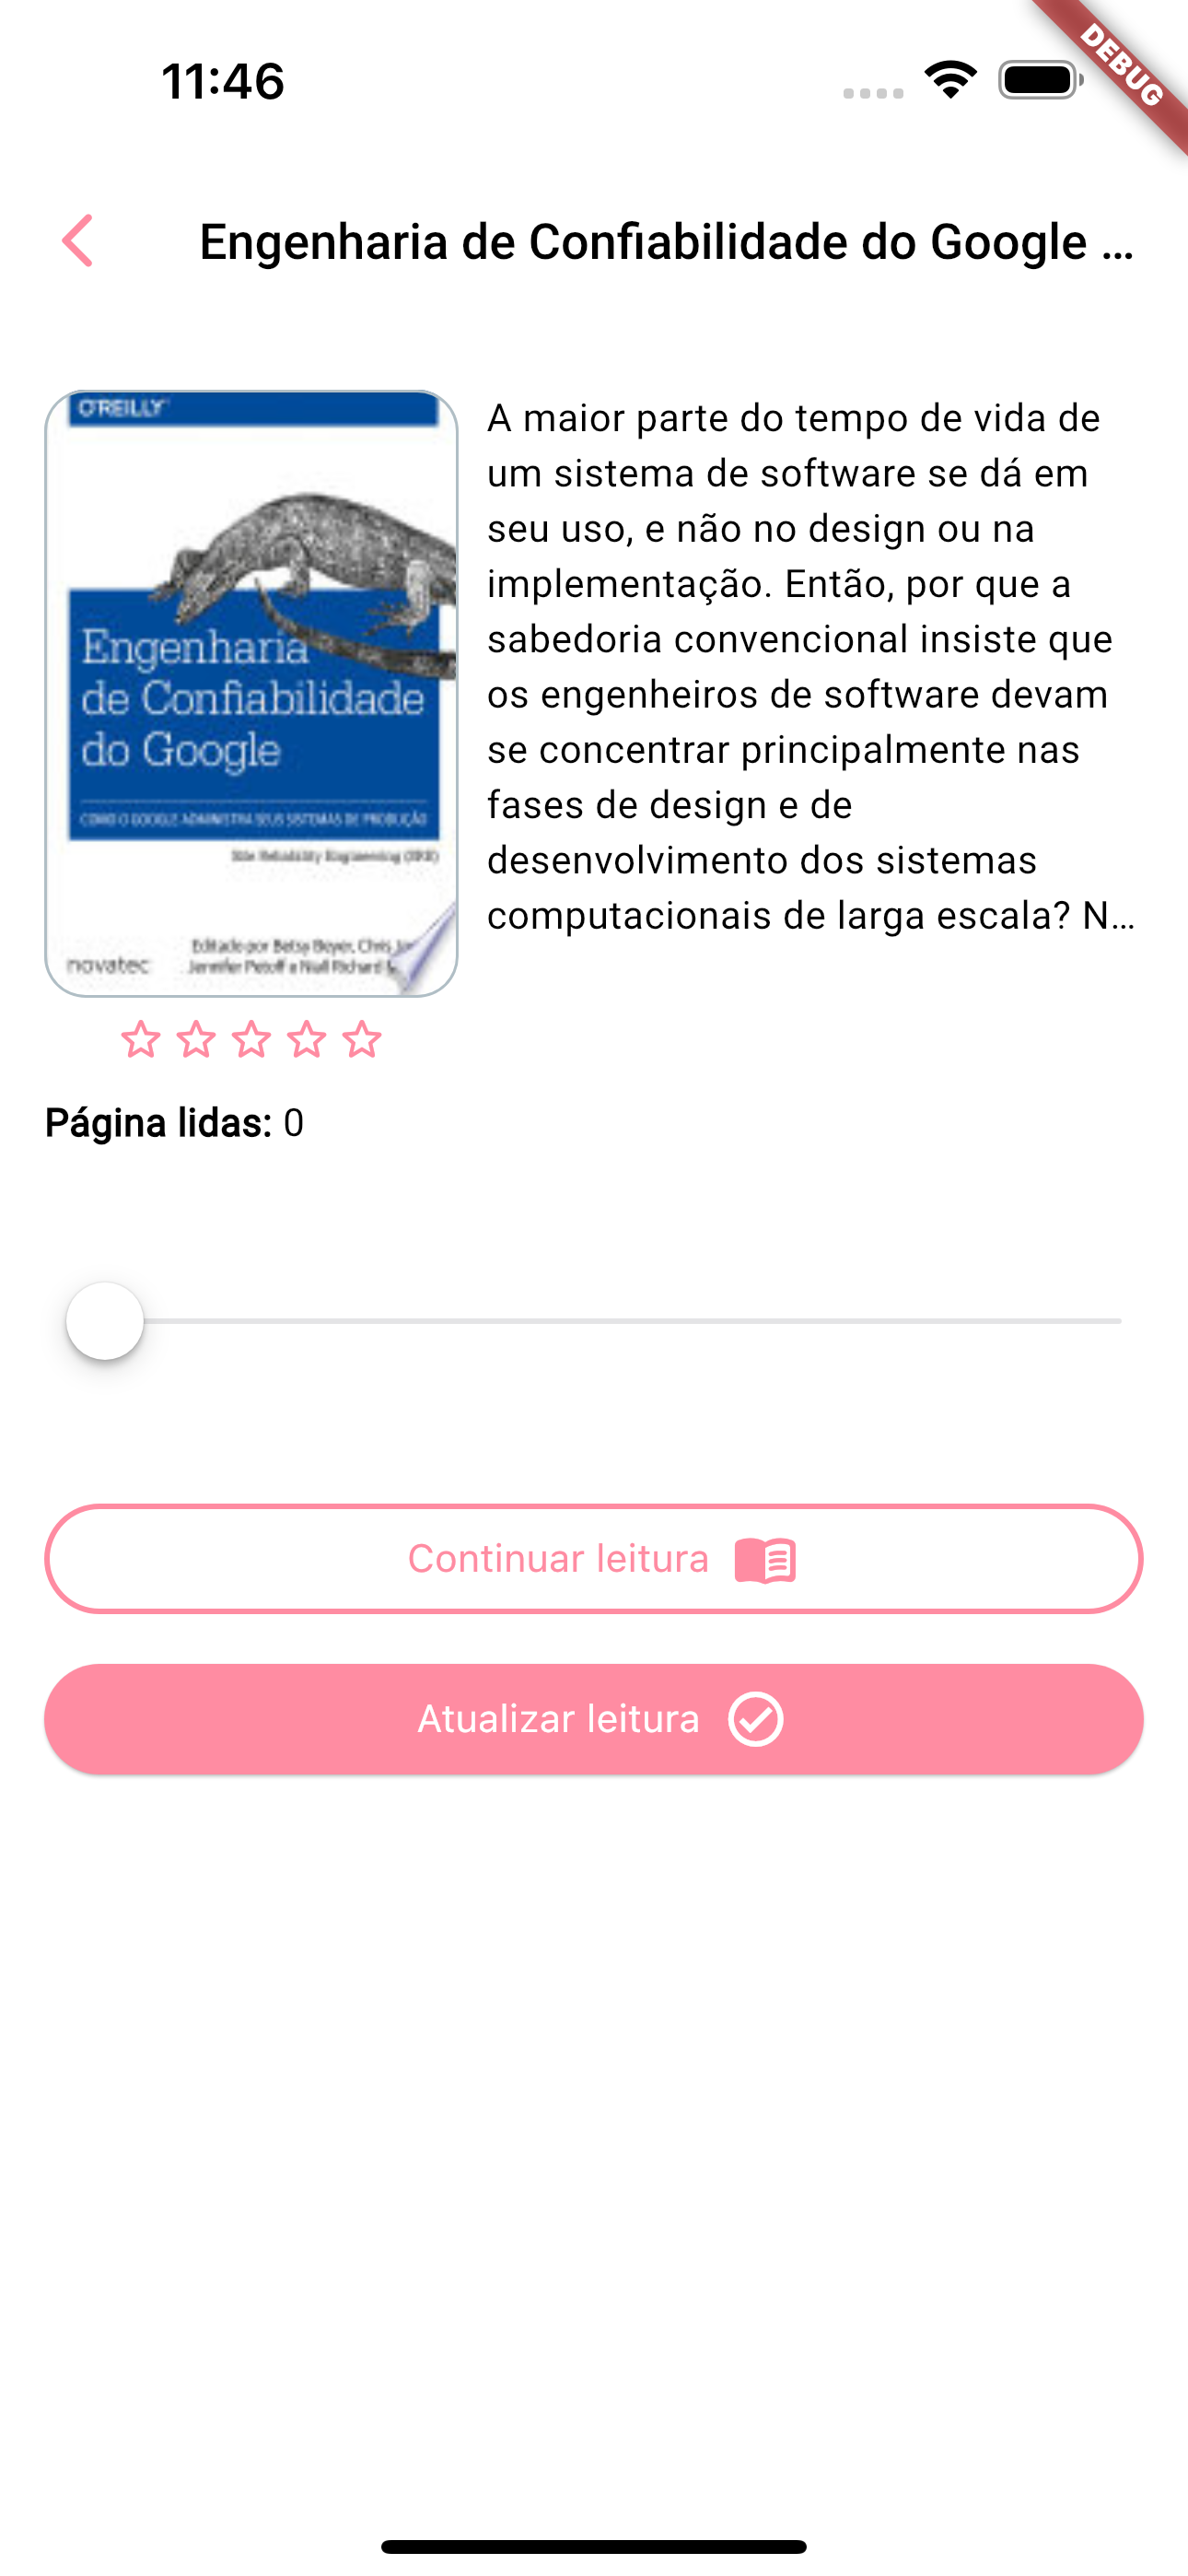 11:46
DEBUG
Engenharia de Confiabilidade do Google ...
O'REILLY
A maior parte do tempo de vida de
um sistema de software se dá em
seu uso, e não no design ou na
implementação. Então, por que a
sabedoria convencional insiste que
os engenheiros de software devam
se concentrar principalmente nas
fases de design e de
desenvolvimento dos sistemas
computacionais de larga escala? N...
Engenharia
de Confiabilidade
do Google
COMO O GOOGLE ADMINISTRA SEUS SISTEMAS DE PRODUÇÃO
Site Reliability Engineering (SRE)
novatec
Editado por Betsy Beyer, Chris
Jennifer Petoff e Niall Richard
Página lidas: 0
Continuar leitura
Atualizar leitura